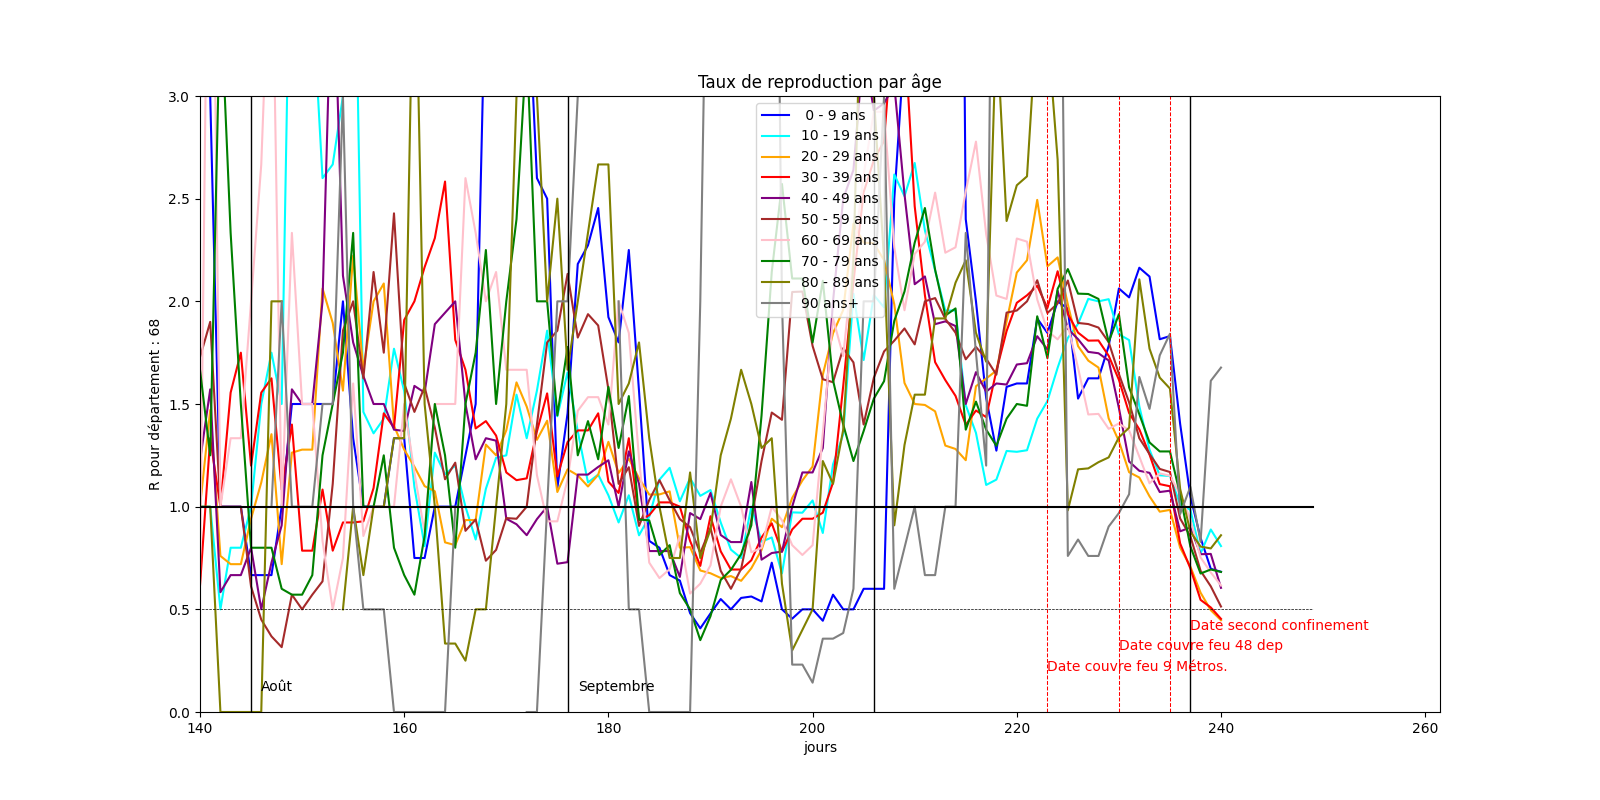 Taux de reproduction par âge
R pour département : 68
3.0
2.5
2.0
1.5
1.0
0.5
0.0
0 - 9 ans
10 - 19 ans
20 - 29 ans
30 - 39 ans
40 - 49 ans
50 - 59 ans
60 - 69 ans
70 - 79 ans
80 - 89 ans
90 ans+
Date second confinement
Date couvre feu 48 dep
Date couvre feu 9 Métros.
Août
Septembre
140
160
180
200
220
240
260
jours